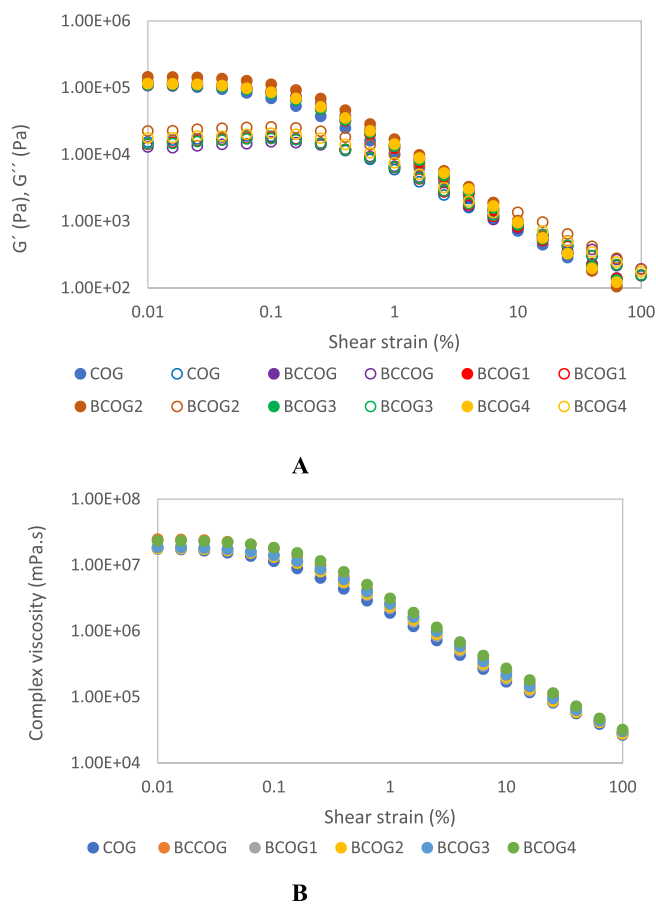 1.00E+06
1.00E+05
1.00E+04
1.00E+03
1.00E+02
G´ (Pa), G´´ (Pa)
0.01 0.1 1 10 100
Shear strain (%)
COG COG BCCOG BCCOG BCOG1 BCOG1
BCOG2 BCOG2 BCOG3 BCOG3 BCOG4 BCOG4
A
1.00E+08
1.00E+07
1.00E+06
1.00E+05
1.00E+04
Complex viscosity (mPa.s)
0.01 0.1 1 10 100
Shear strain (%)
COG BCCOG BCOG1 BCOG2 BCOG3 BCOG4
B